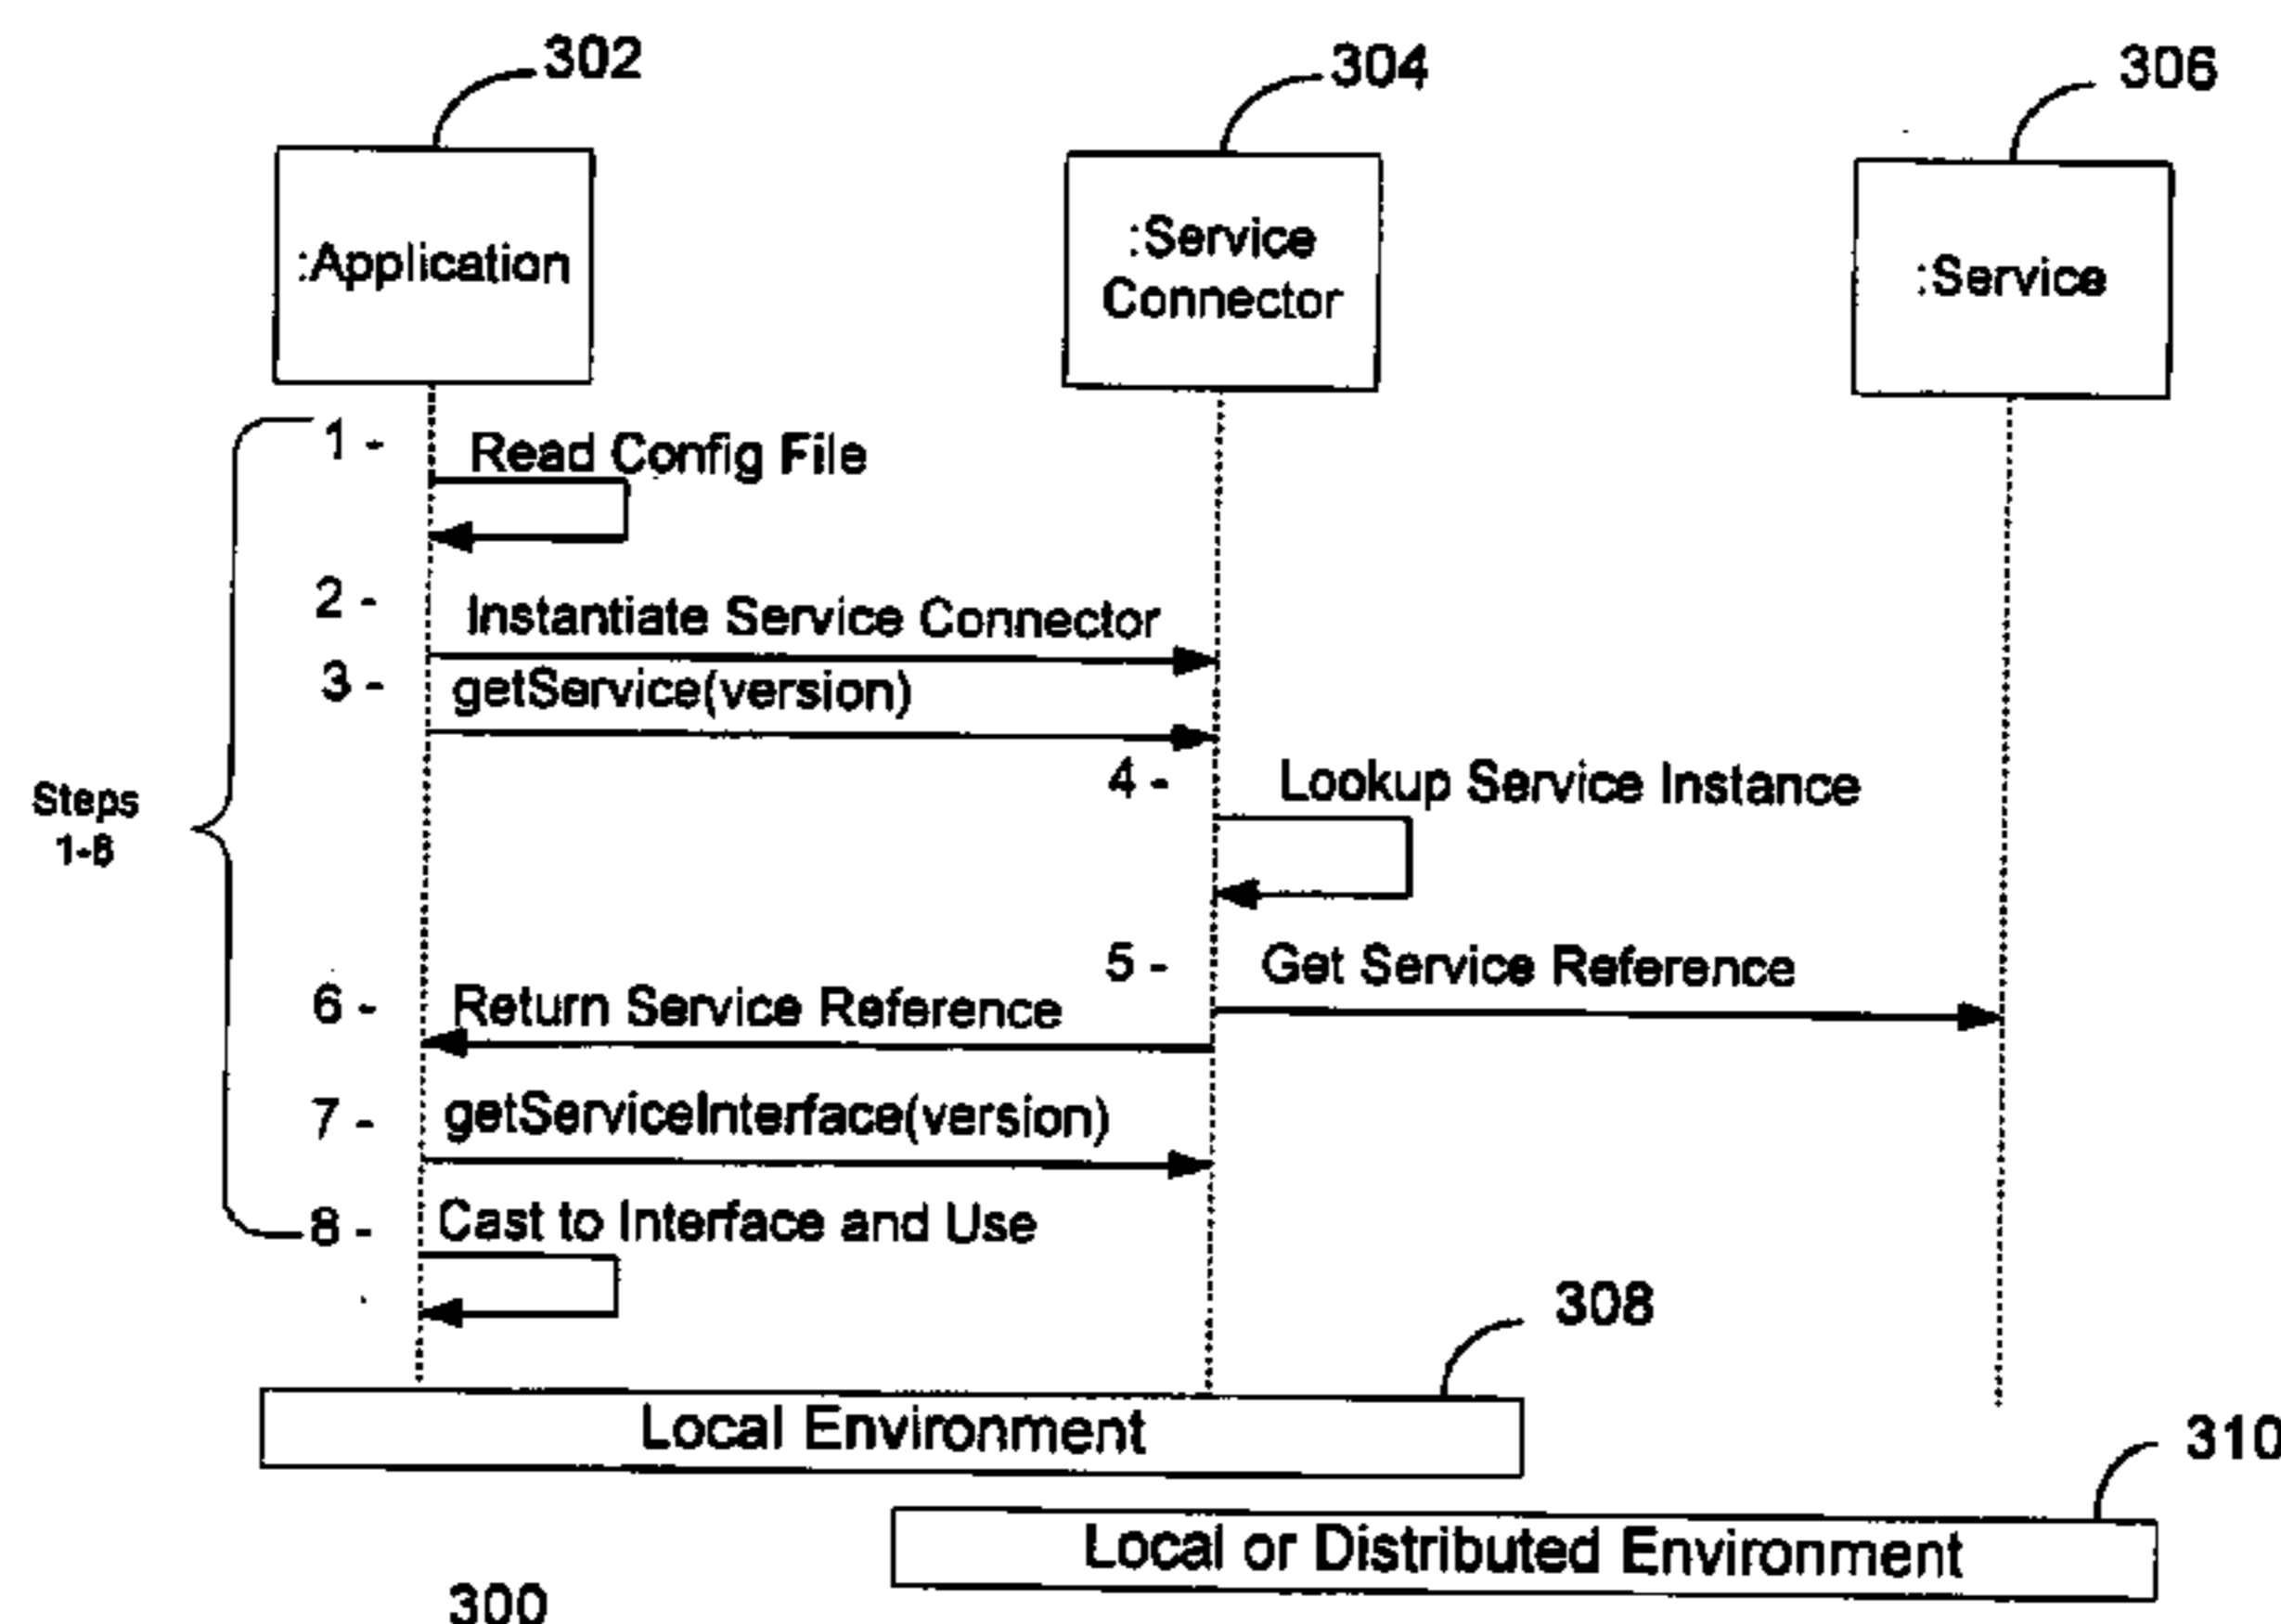 302
304
306
:Application
:Service
Connector
:Service
1 -
Read Config File
2 -
Instantiate Service Connector
3 -
getService(version)
4 -
Lookup Service Instance
Steps
1-8
5 -
Get Service Reference
6 -
Return Service Reference
7 -
getServiceInterface(version)
8 -
Cast to Interface and Use
308
Local Environment
310
Local or Distributed Environment
300